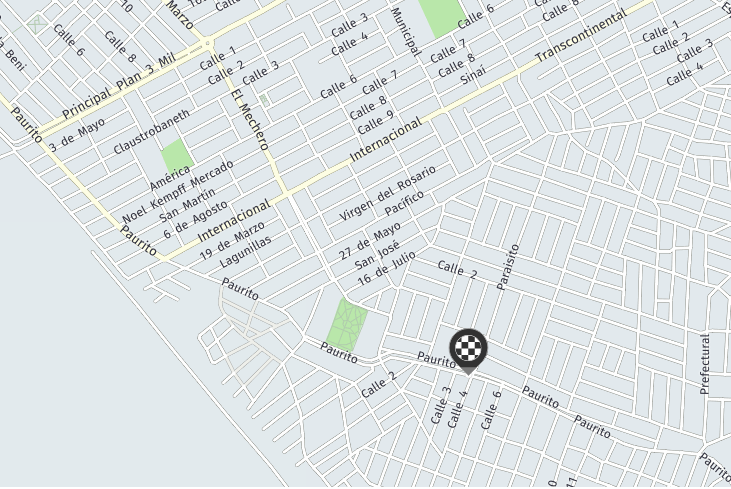 Marzo
Calle 6
Calle 8
10
Calle 3
Calle 4
Municipal
Calle 6
Calle 8
Calle 7
Calle 8
Sinaí
Transcontinental
Calle 1
Calle 2
Calle 3
Calle 4
Beni
Principal Plan 3 Mil
Calle 1
Calle 2
Calle 3
Calle 6
Calle 7
Calle 8
Calle 9
Paurito
3 de Mayo
Claustrobaneth
El Mechero
Internacional
América
Noel Kempff Mercado
San Martín
6 de Agosto
Internacional
Virgen del Rosario
Pacífico
19 de Marzo
Lagunillas
27 de Mayo
San José
16 de Julio
Paurito
Calle 2
Paraisito
Paurito
Paurito
Paurito
Calle 2
Calle 3
Calle 4
Calle 6
Paurito
Paurito
Prefectural
Paurito
11